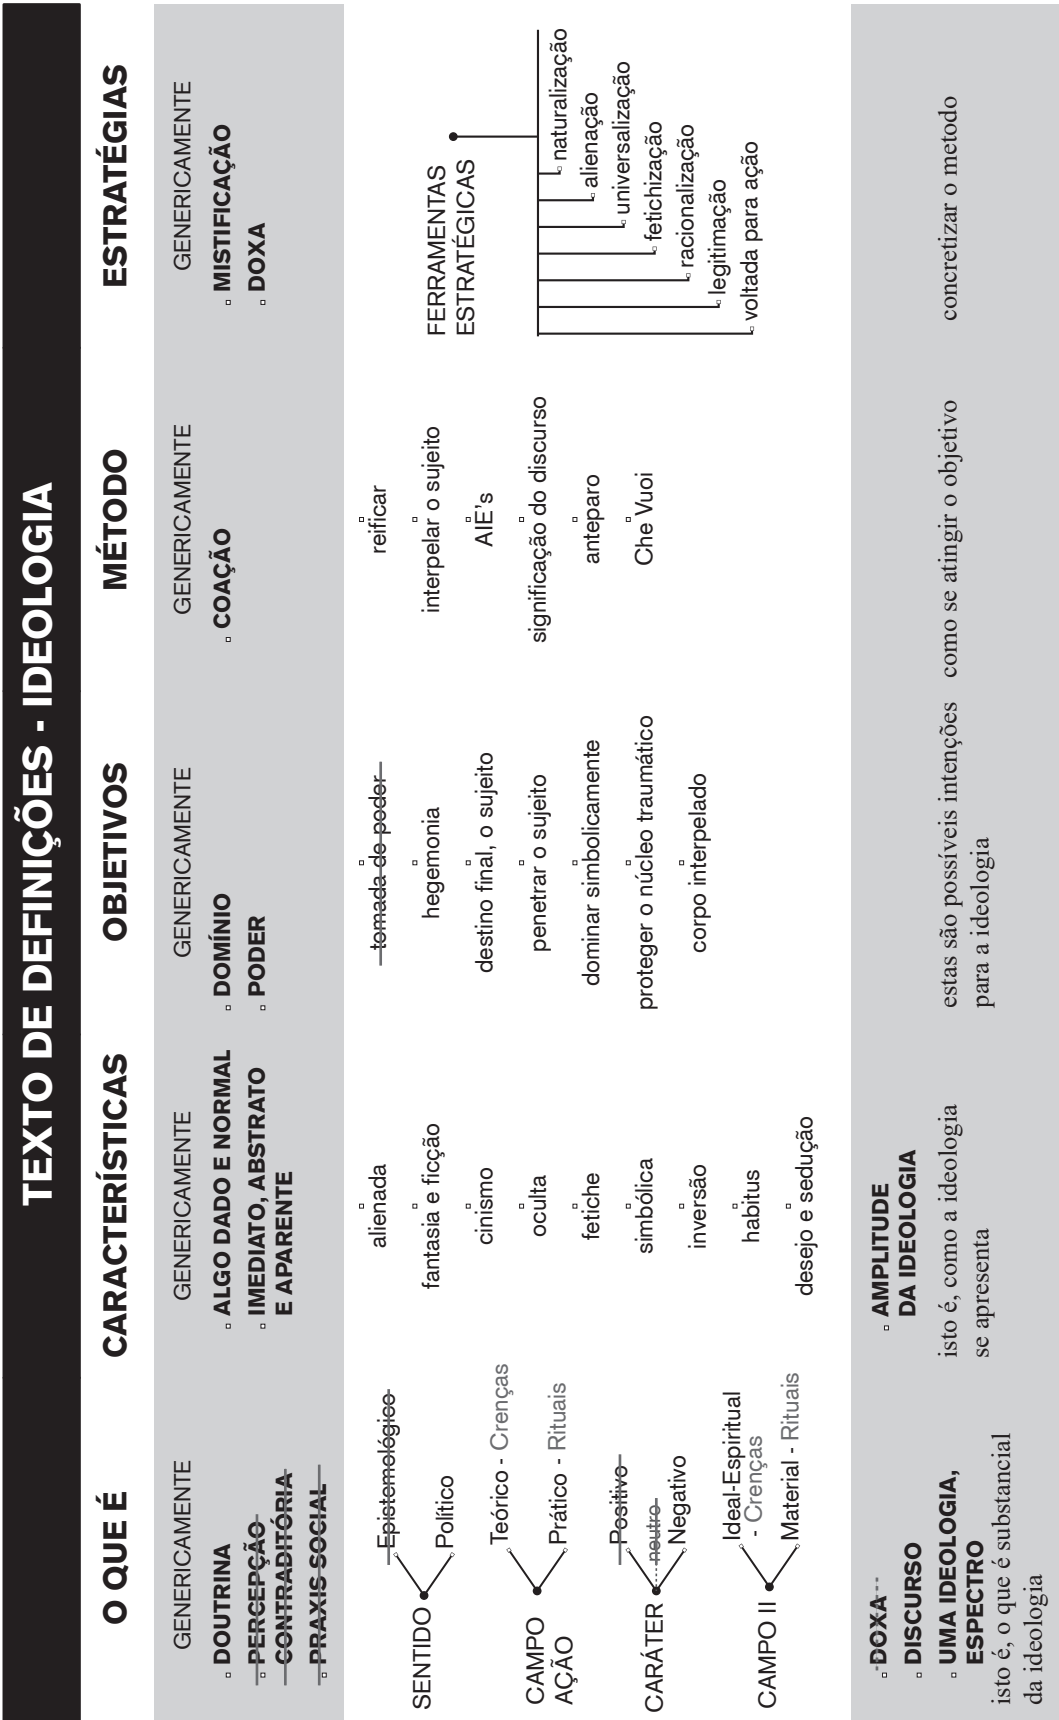 TEXTO DE DEFINIÇÕES - IDEOLOGIA
O QUE É
GENERICAMENTE
DOUTRINA
PERCEPÇÃO
CONTRADITÓRIA
PRAXIS SOCIAL
SENTIDO
Epistemológico
Político
CAMPO
AÇÃO
Teórico - Crenças
Prático - Rituais
CARÁTER
Positivo
neutro
Negativo
CAMPO II
Ideal-Espiritual
- Crenças
Material - Rituais
DOXA
DISCURSO
UMA IDEOLOGIA,
ESPECTRO
isto é, o que é substancial
da ideologia
CARACTERÍSTICAS
GENERICAMENTE
ALGO DADO E NORMAL
IMEDIATO, ABSTRATO
E APARENTE
alienada
fantasia e ficção
cinismo
oculta
fetiche
simbólica
inversão
habitus
desejo e sedução
AMPLITUDE
DA IDEOLOGIA
isto é, como a ideologia
se apresenta
OBJETIVOS
GENERICAMENTE
DOMÍNIO
PODER
tomada de poder
hegemonia
destino final, o sujeito
penetrar o sujeito
dominar simbolicamente
proteger o núcleo traumático
corpo interpelado
estas são possíveis intenções
para a ideologia
MÉTODO
GENERICAMENTE
COAÇÃO
reificar
interpelar o sujeito
AIE's
significação do discurso
anteparo
Che Vuoi
como se atingir o objetivo
ESTRATÉGIAS
GENERICAMENTE
MISTIFICAÇÃO
DOXA
FERRAMENTAS
ESTRATÉGICAS
naturalização
alienação
universalização
fetichização
racionalização
legitimação
voltada para ação
concretizar o metodo